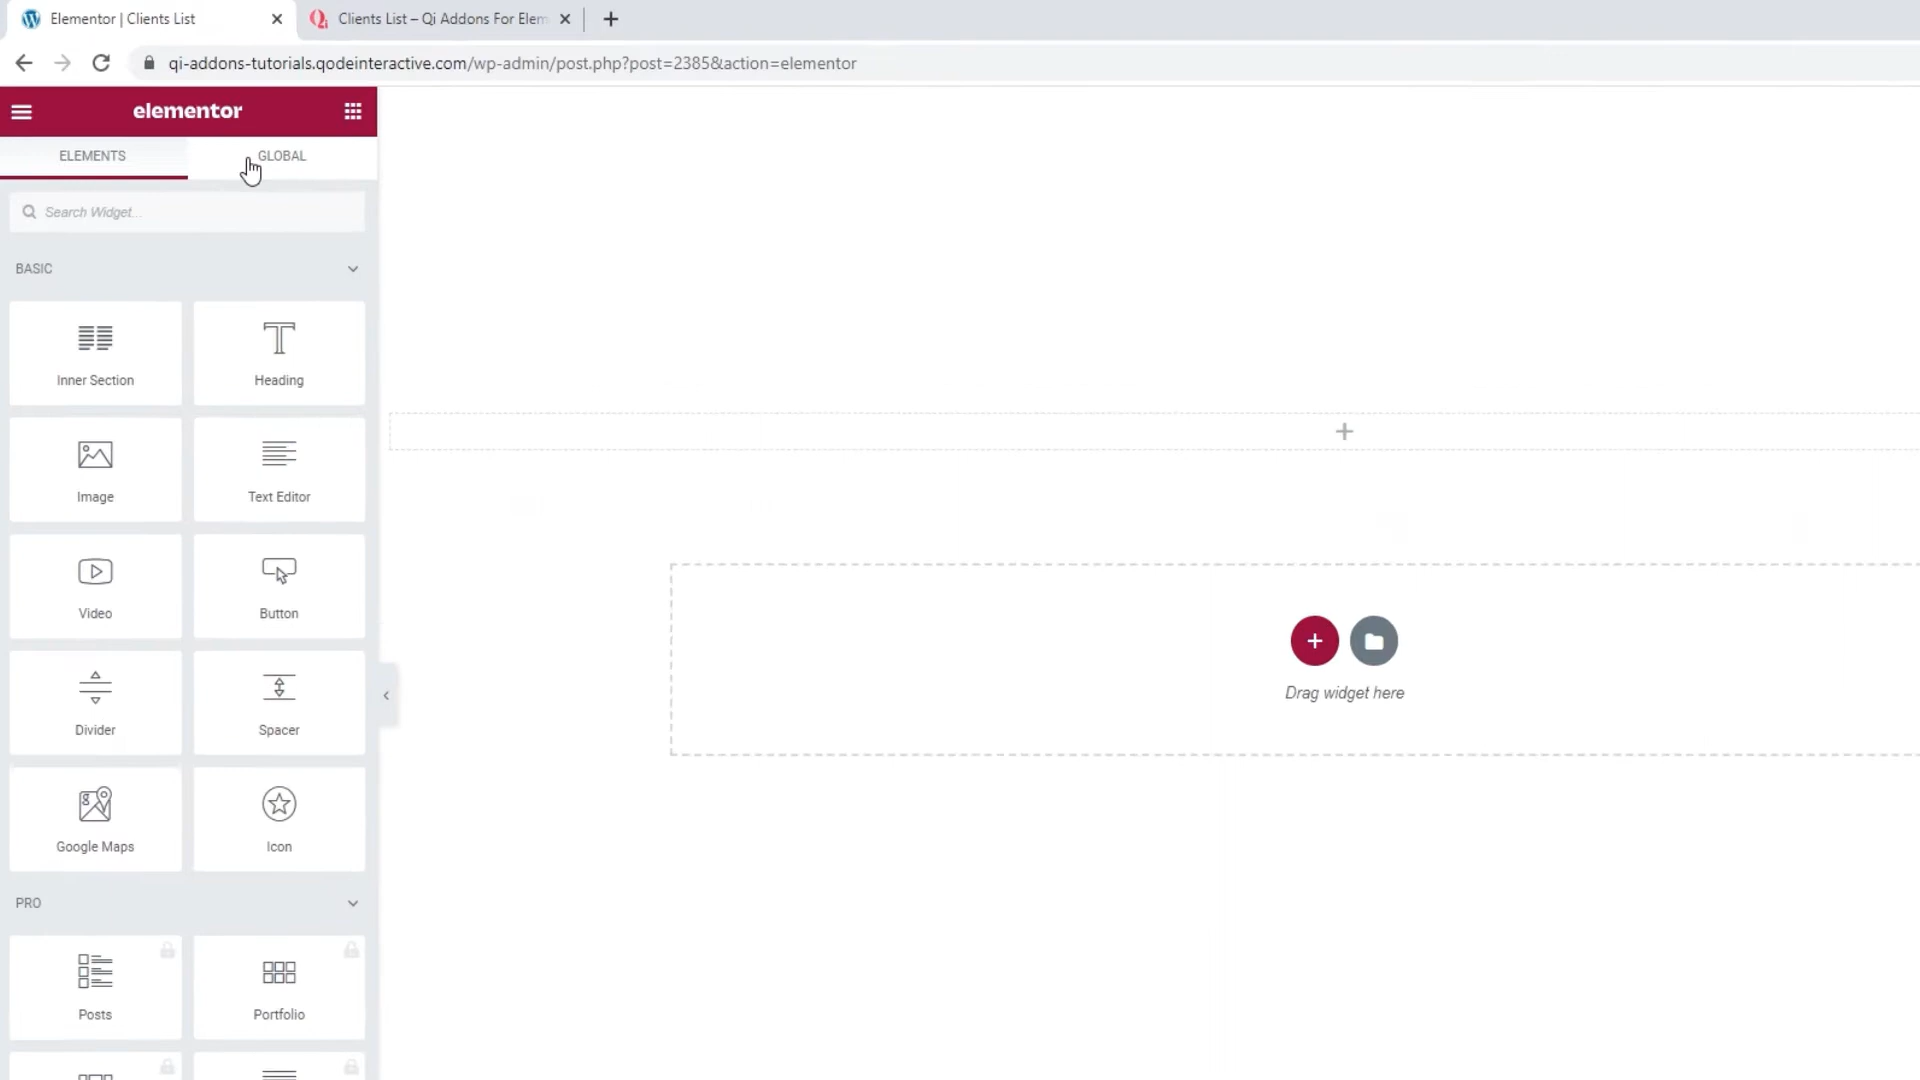 Elementor | Clients List
Clients List – Qi Addons For Elem
qi-addons-tutorials.qodeinteractive.com/wp-admin/post.php?post=2385&action=elementor
elementor
ELEMENTS
GLOBAL
Search Widget...
BASIC
Inner Section
Heading
Image
Text Editor
Video
Button
Divider
Spacer
Google Maps
Icon
PRO
Posts
Portfolio
Drag widget here